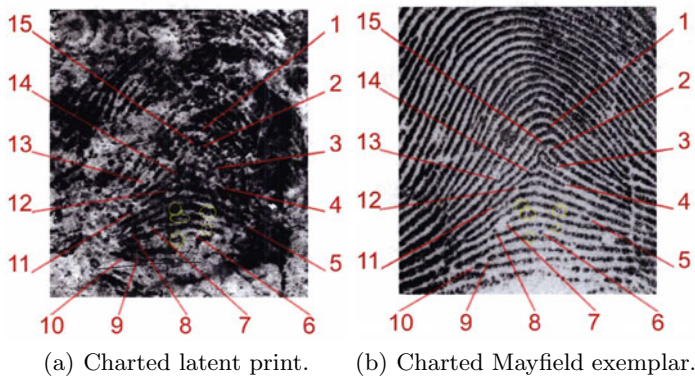 15 1 15 1
14 2 14 2
13 3 13 3
12 4 12 4
11 5 11 5
10 9 8 7 6 10 9 8 7 6
(a) Charted latent print. (b) Charted Mayfield exemplar.